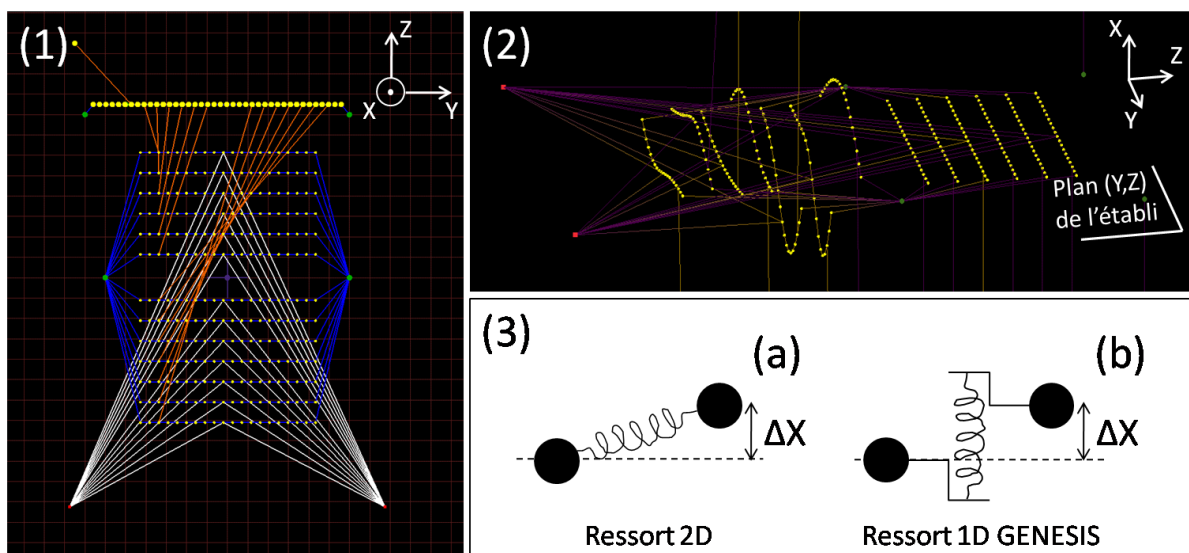 (1)
Z
X
Y
(2)
X
Z
Y
Plan (Y,Z)
de l'établi
(3)
(a)
(b)
ΔX
ΔX
Ressort 2D
Ressort 1D GENESIS